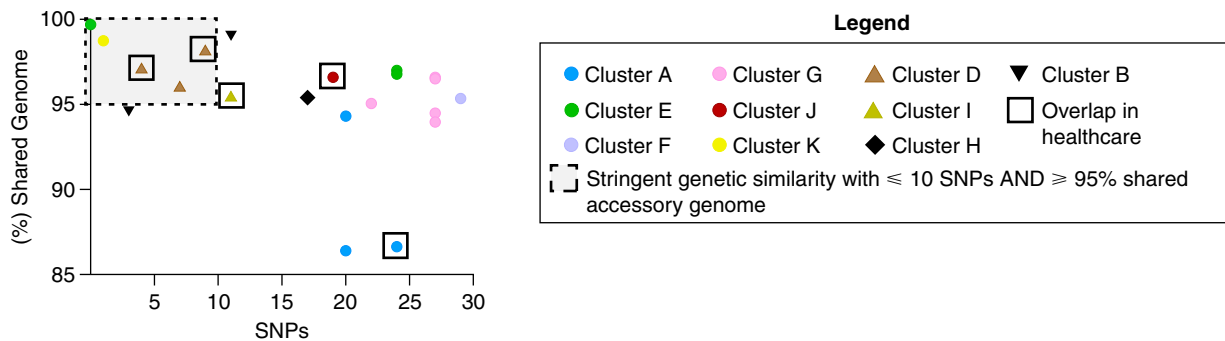 (%) Shared Genome
100
95
90
85
5
10
15
20
25
30
SNPs
Legend
Cluster A
Cluster G
Cluster D
Cluster B
Cluster E
Cluster J
Cluster I
Overlap in
healthcare
Cluster F
Cluster K
Cluster H
Stringent genetic similarity with ⩽ 10 SNPs AND ⩾ 95% shared
accessory genome